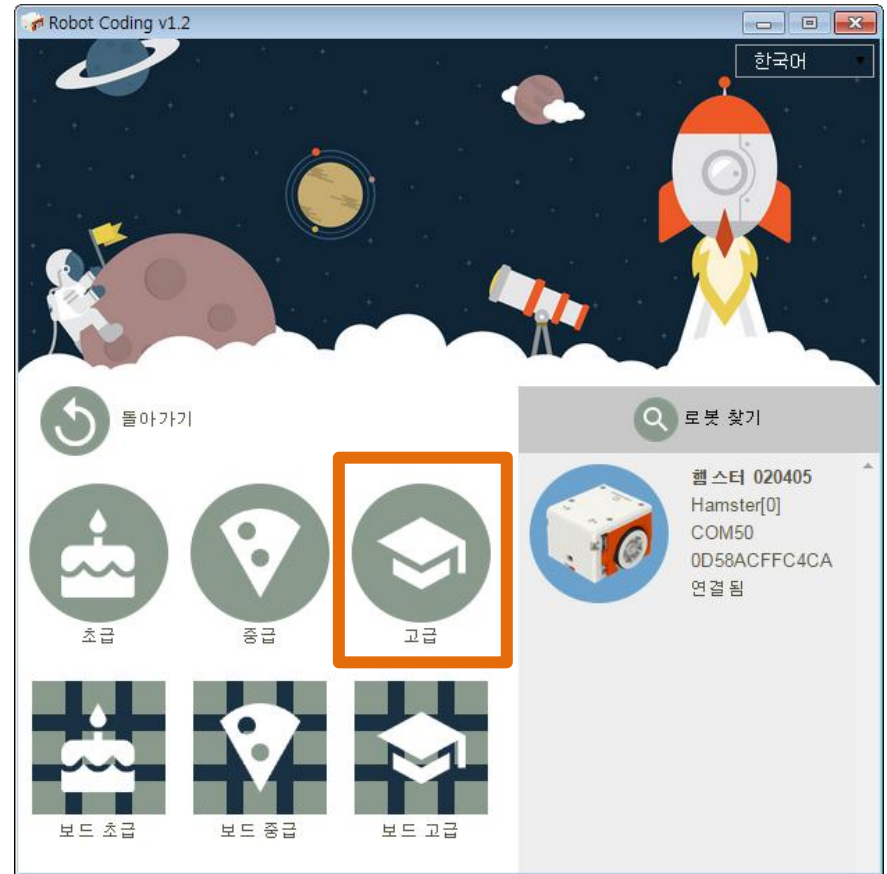 Robot Coding v1.2
한국어
돌아가기
로봇 찾기
햄스터 020405
Hamster[0]
COM50
0D58ACFFC4CA
연결됨
초급
중급
고급
보드 초급
보드 중급
보드 고급